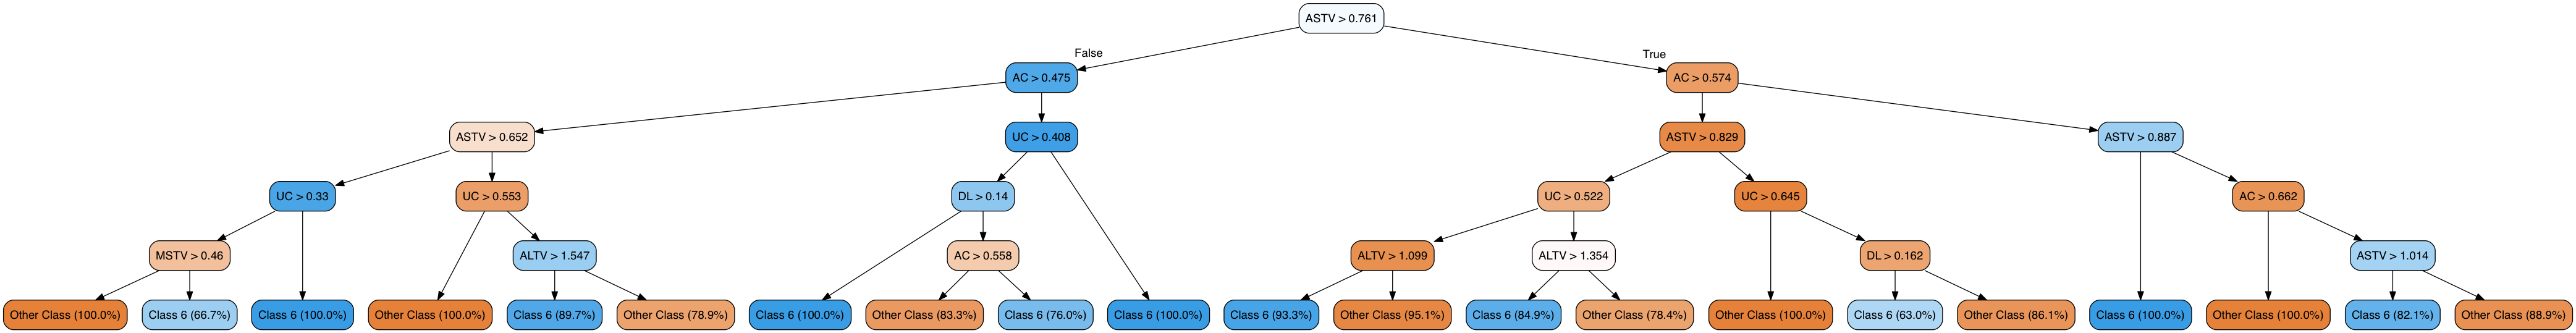 ASTV > 0.761
False
True
AC > 0.475
AC > 0.574
ASTV > 0.652
UC > 0.408
ASTV > 0.829
ASTV > 0.887
UC > 0.33
UC > 0.553
DL > 0.14
UC > 0.522
UC > 0.645
AC > 0.662
MSTV > 0.46
ALTV > 1.547
AC > 0.558
ALTV > 1.099
ALTV > 1.354
DL > 0.162
ASTV > 1.014
Other Class (100.0%)
Class 6 (66.7%)
Class 6 (100.0%)
Other Class (100.0%)
Class 6 (89.7%)
Other Class (78.9%)
Class 6 (100.0%)
Other Class (83.3%)
Class 6 (76.0%)
Class 6 (100.0%)
Class 6 (93.3%)
Other Class (95.1%)
Class 6 (84.9%)
Other Class (78.4%)
Other Class (100.0%)
Class 6 (63.0%)
Other Class (86.1%)
Class 6 (100.0%)
Other Class (100.0%)
Class 6 (82.1%)
Other Class (88.9%)